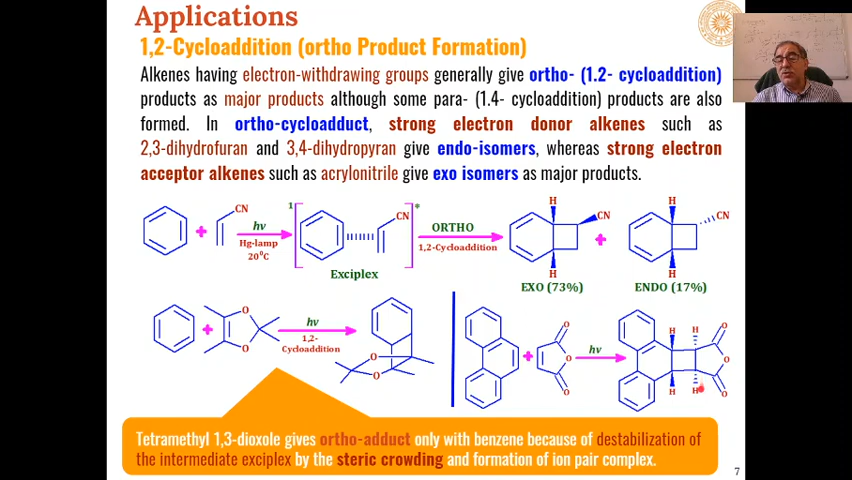 Applications
1,2-Cycloaddition (ortho Product Formation)
Alkenes having electron-withdrawing groups generally give ortho- (1.2- cycloaddition)
products as major products although some para- (1.4- cycloaddition) products are also
formed. In ortho-cycloadduct, strong electron donor alkenes such as
2,3-dihydrofuran and 3,4-dihydropyran give endo-isomers, whereas strong electron
acceptor alkenes such as acrylonitrile give exo isomers as major products.
+ CN hν Hg-lamp 20⁰C
1 CN *
Exciplex
ORTHO
1,2-Cycloaddition
H CN H
EXO (73%)
+
H CN H
ENDO (17%)
+ O O
hν
1,2-
Cycloaddition
O O
+ O O O
hν
H H O O O H H
Tetramethyl 1,3-dioxole gives ortho-adduct only with benzene because of destabilization of
the intermediate exciplex by the steric crowding and formation of ion pair complex.
7